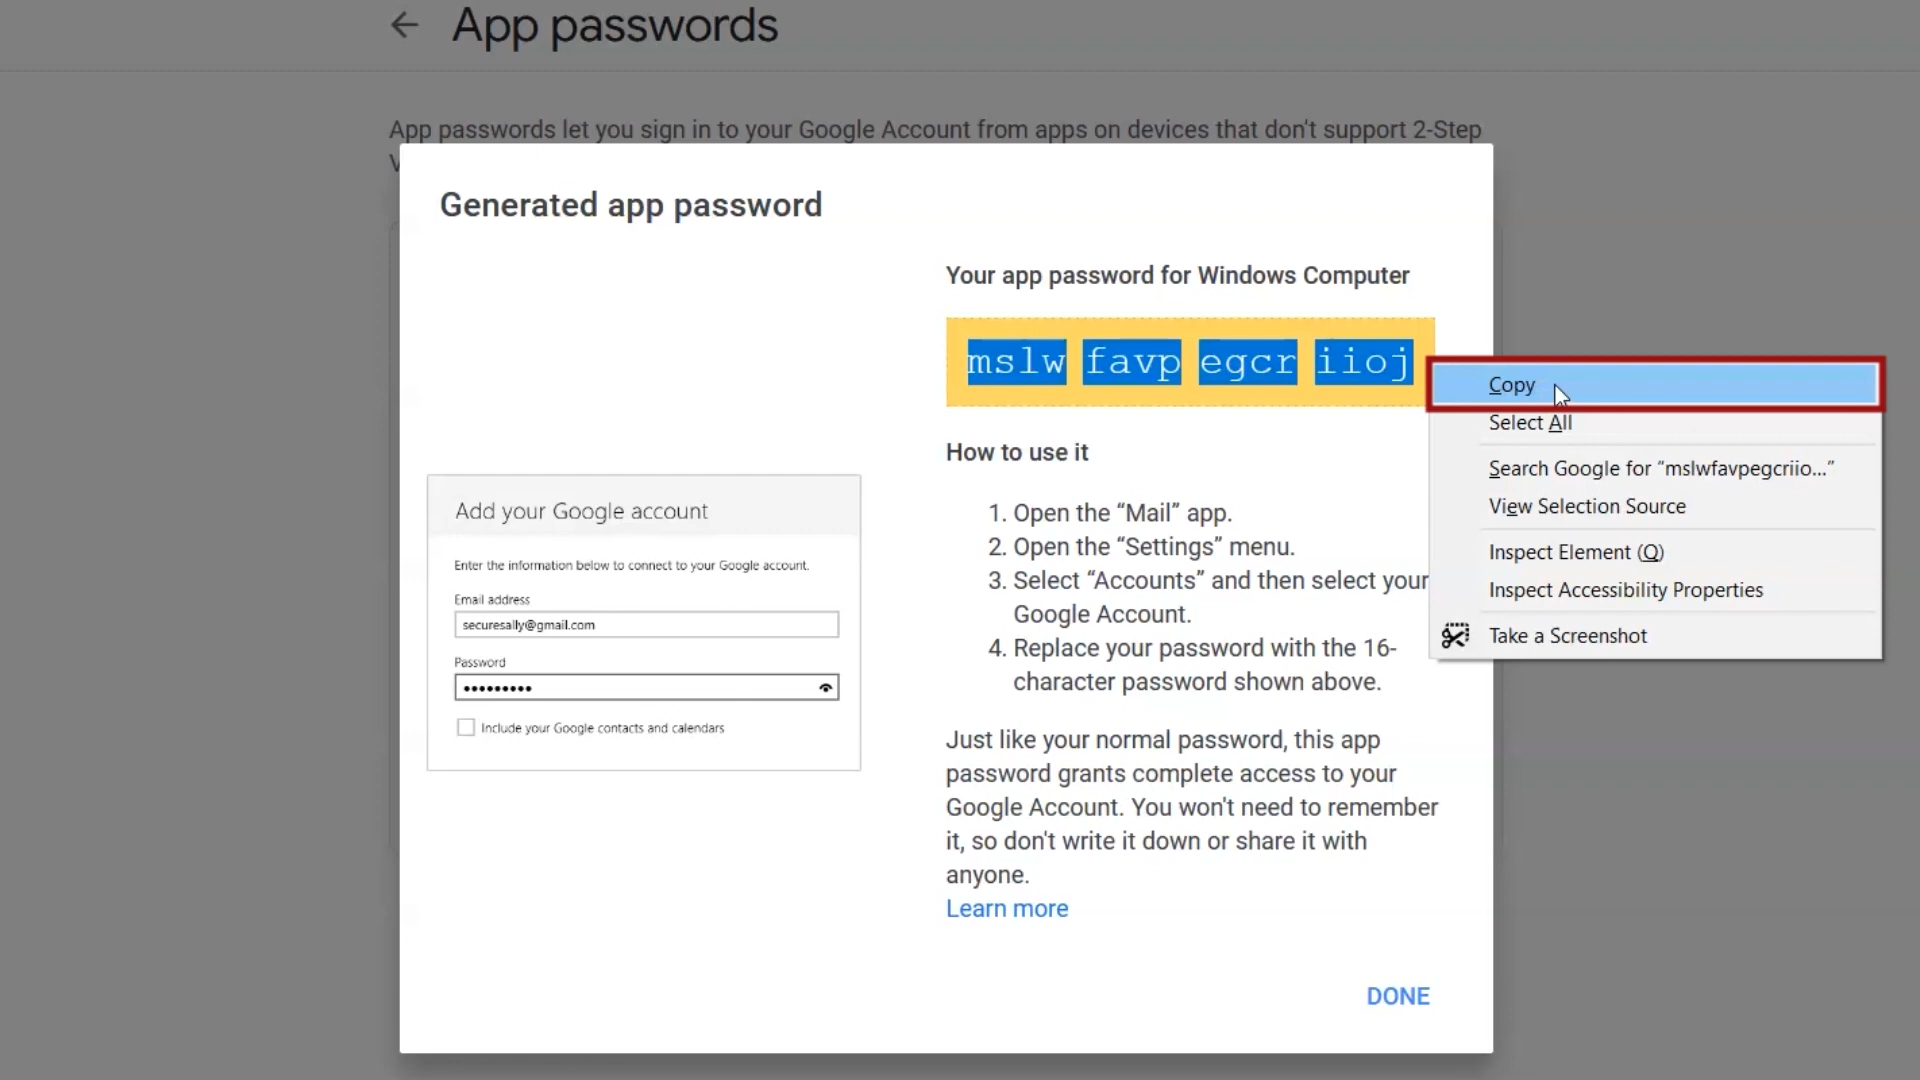 App passwords
App passwords let you sign in to your Google Account from apps on devices that don't support 2-Step
Generated app password
Your app password for Windows Computer
mslw favp egcr iioj
How to use it
1. Open the “Mail” app.
2. Open the “Settings” menu.
3. Select “Accounts” and then select your
Google Account.
4. Replace your password with the 16-
character password shown above.
Just like your normal password, this app
password grants complete access to your
Google Account. You won't need to remember
it, so don't write it down or share it with
anyone.
Learn more
DONE
Add your Google account
Enter the information below to connect to your Google account.
Email address
securesally@gmail.com
Password
•••••••••
Include your Google contacts and calendars
Copy
Select All
Search Google for “mslwfavpegcriio...”
View Selection Source
Inspect Element (Q)
Inspect Accessibility Properties
Take a Screenshot